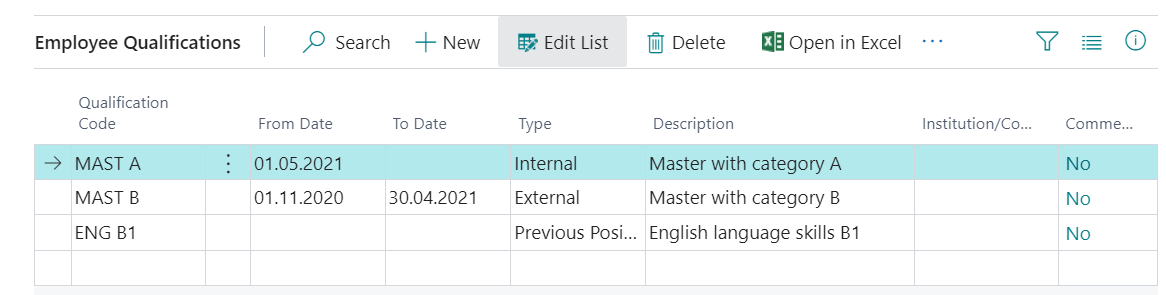 Employee Qualifications Search New Edit List Delete Open in Excel ...
Qualification
Code From Date To Date Type Description Institution/Co... Comme...
MAST A 01.05.2021 Internal Master with category A No
MAST B 01.11.2020 30.04.2021 External Master with category B No
ENG B1 Previous Posi... English language skills B1 No